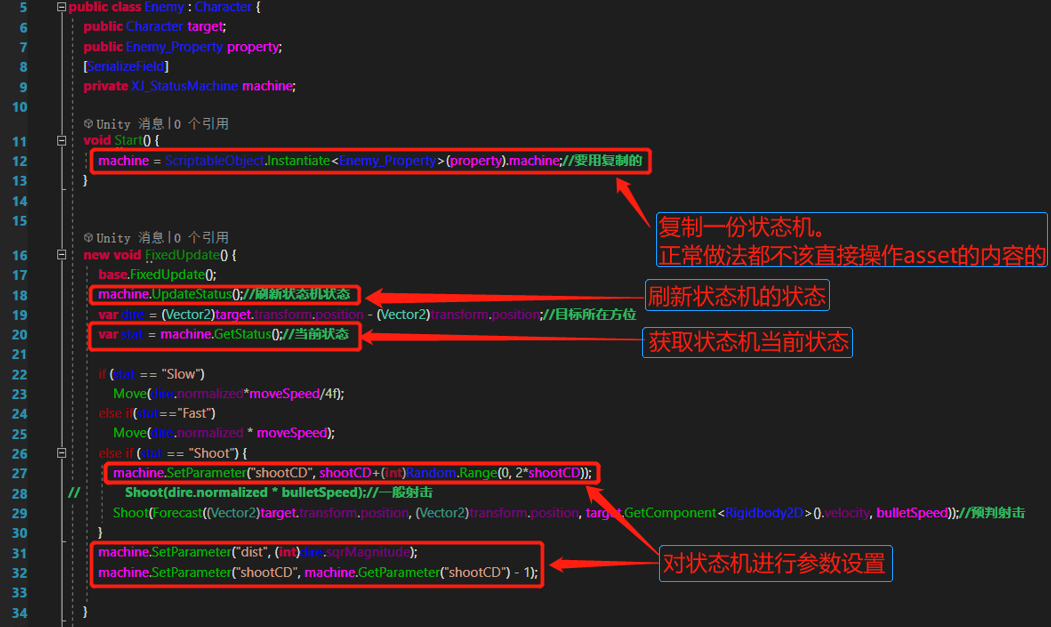 5 public class Enemy : Character {
6 public Character target;
7 public Enemy_Property property;
8 [SerializeField]
9 private XJ_StatusMachine machine;
10
Unity 消息|0 个引用
11 void Start() {
12 machine = ScriptableObject.Instantiate<Enemy_Property>(property).machine;//要用复制的
13 }
14
复制一份状态机。
15
正常做法都不该直接操作asset的内容的
Unity 消息|0 个引用
16 new void FixedUpdate() {
17 base.FixedUpdate();
18 machine.UpdateStatus();//刷新状态机状态
刷新状态机的状态
19 var dire = (Vector2)target.transform.position - (Vector2)transform.position;//目标所在方位
20 var stat = machine.GetStatus();//当前状态
获取状态机当前状态
21
22 if (stat == "Slow")
23 Move(dire.normalized*moveSpeed/4f);
24 else if(stat=="Fast")
25 Move(dire.normalized * moveSpeed);
26 else if (stat == "Shoot") {
27 machine.SetParameter("shootCD", shootCD+(int)Random.Range(0, 2*shootCD));
28 // Shoot(dire.normalized * bulletSpeed);//一般射击
29 Shoot(Forecast((Vector2)target.transform.position, (Vector2)transform.position, target.GetComponent<Rigidbody2D>().velocity, bulletSpeed));//预判射击
30 }
31 machine.SetParameter("dist", (int)dire.sqrMagnitude);
对状态机进行参数设置
32 machine.SetParameter("shootCD", machine.GetParameter("shootCD") - 1);
33
34 }